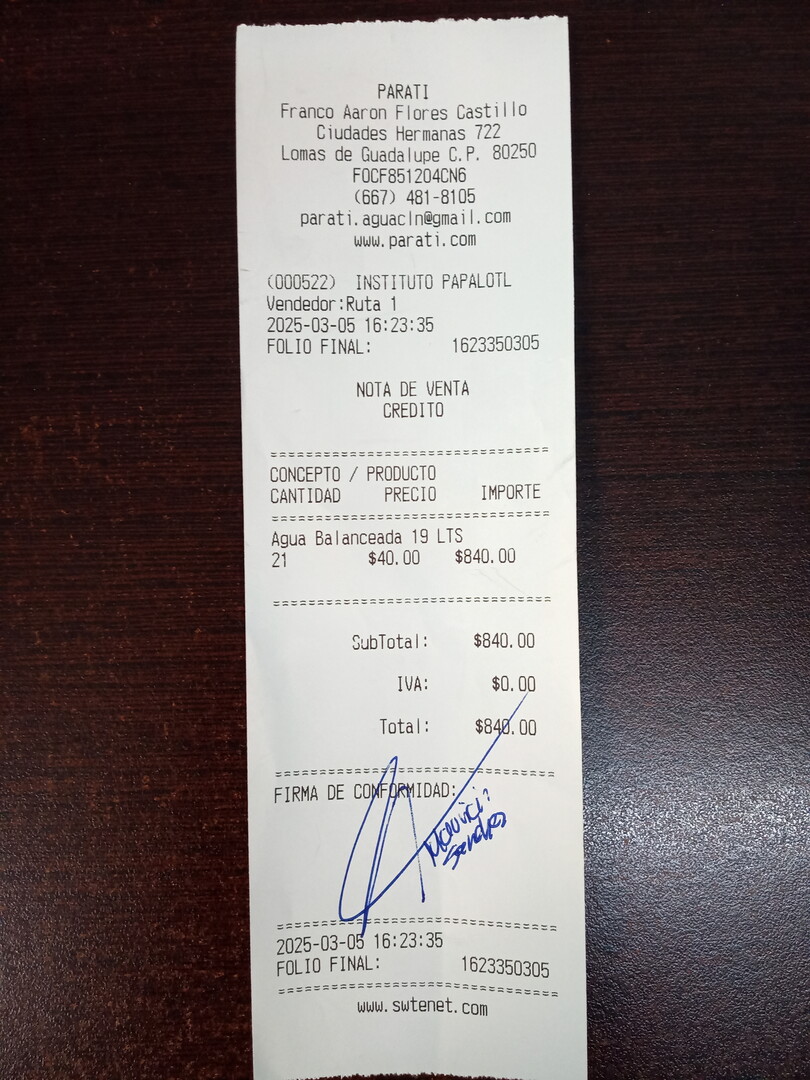 PARATI
Franco Aaron Flores Castillo
Ciudades Hermanas 722
Lomas de Guadalupe C.P. 80250
FOCF851204CN6
(667) 481-8105
parati.aguacln@gmail.com
www.parati.com
(000522) INSTITUTO PAPALOTL
Vendedor:Ruta 1
2025-03-05 16:23:35
FOLIO FINAL: 1623350305
NOTA DE VENTA
CREDITO
================================
CONCEPTO / PRODUCTO
CANTIDAD PRECIO IMPORTE
================================
Agua Balanceada 19 LTS
21 $40.00 $840.00
================================
SubTotal: $840.00
IVA: $0.00
Total: $840.00
================================
FIRMA DE CONFORMIDAD:
================================
2025-03-05 16:23:35
FOLIO FINAL: 1623350305
================================
www.swtenet.com